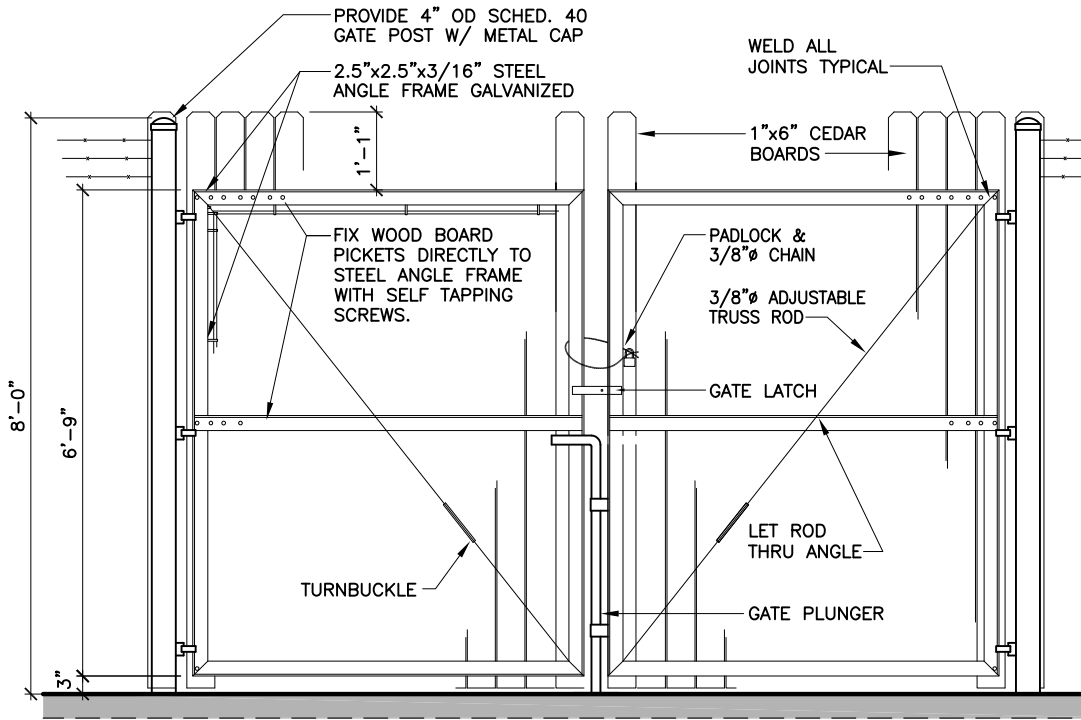 PROVIDE 4" OD SCHED. 40
GATE POST W/ METAL CAP
2.5"x2.5"x3/16" STEEL
ANGLE FRAME GALVANIZED
WELD ALL
JOINTS TYPICAL
1"x6" CEDAR
BOARDS
1'-1"
FIX WOOD BOARD
PICKETS DIRECTLY TO
STEEL ANGLE FRAME
WITH SELF TAPPING
SCREWS.
PADLOCK &
3/8"ø CHAIN
3/8"ø ADJUSTABLE
TRUSS ROD
GATE LATCH
8'-0"
6'-9"
LET ROD
THRU ANGLE
TURNBUCKLE
GATE PLUNGER
3"